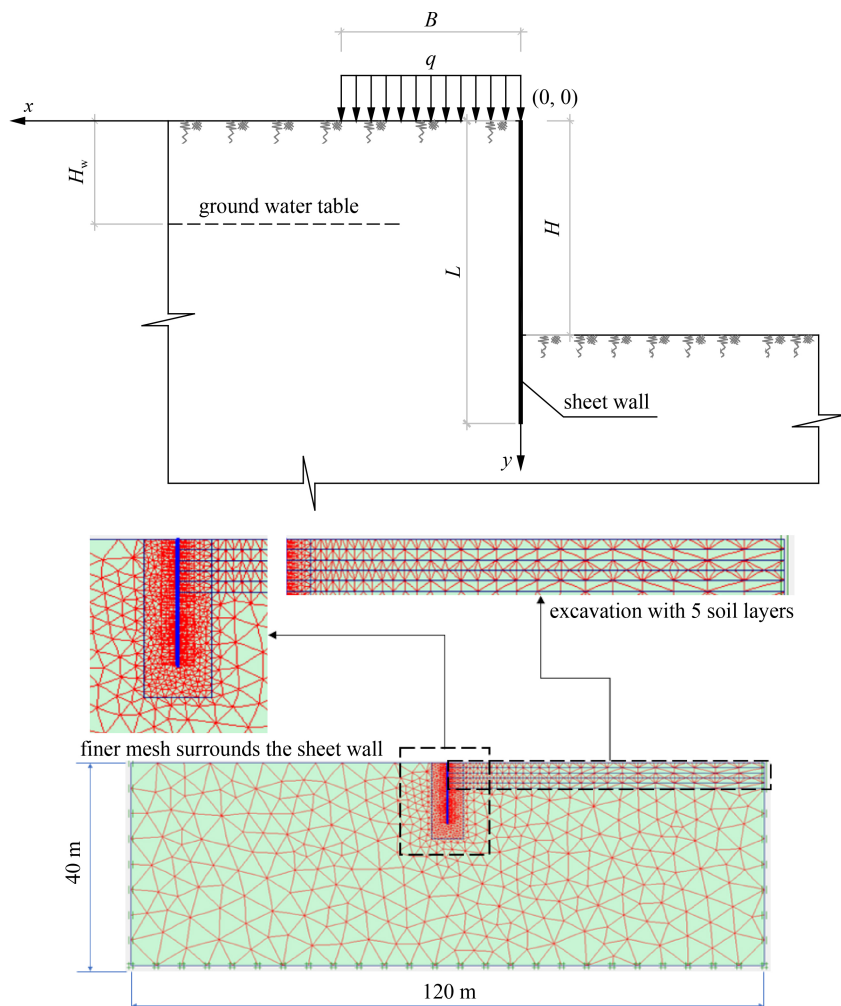 B
q
(0, 0)
x
H_w
ground water table
H
L
sheet wall
y
excavation with 5 soil layers
finer mesh surrounds the sheet wall
40 m
120 m